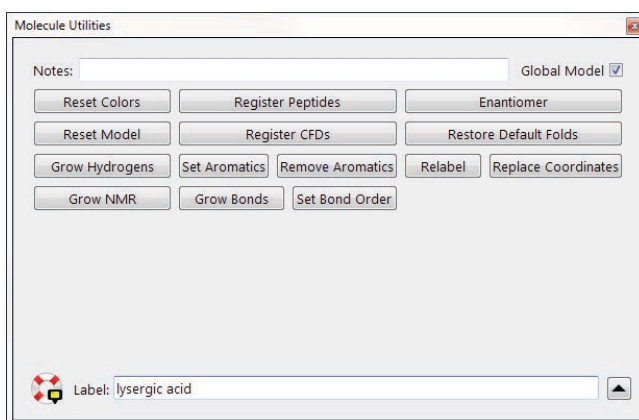 Molecule Utilities
Notes: Global Model
Reset Colors Register Peptides Enantiomer
Reset Model Register CFDs Restore Default Folds
Grow Hydrogens Set Aromatics Remove Aromatics Relabel Replace Coordinates
Grow NMR Grow Bonds Set Bond Order
Label: lysergic acid